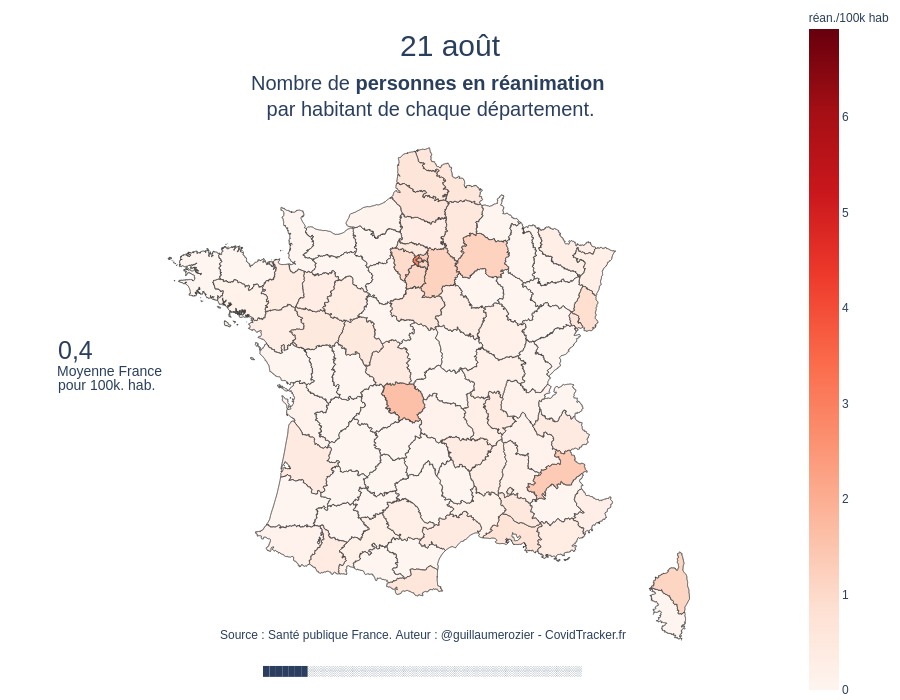 réan./100k hab
21 août
Nombre de personnes en réanimation
par habitant de chaque département.
6
5
4
3
2
1
0
0,4
Moyenne France
pour 100k. hab.
Source : Santé publique France. Auteur : @guillaumerozier - CovidTracker.fr